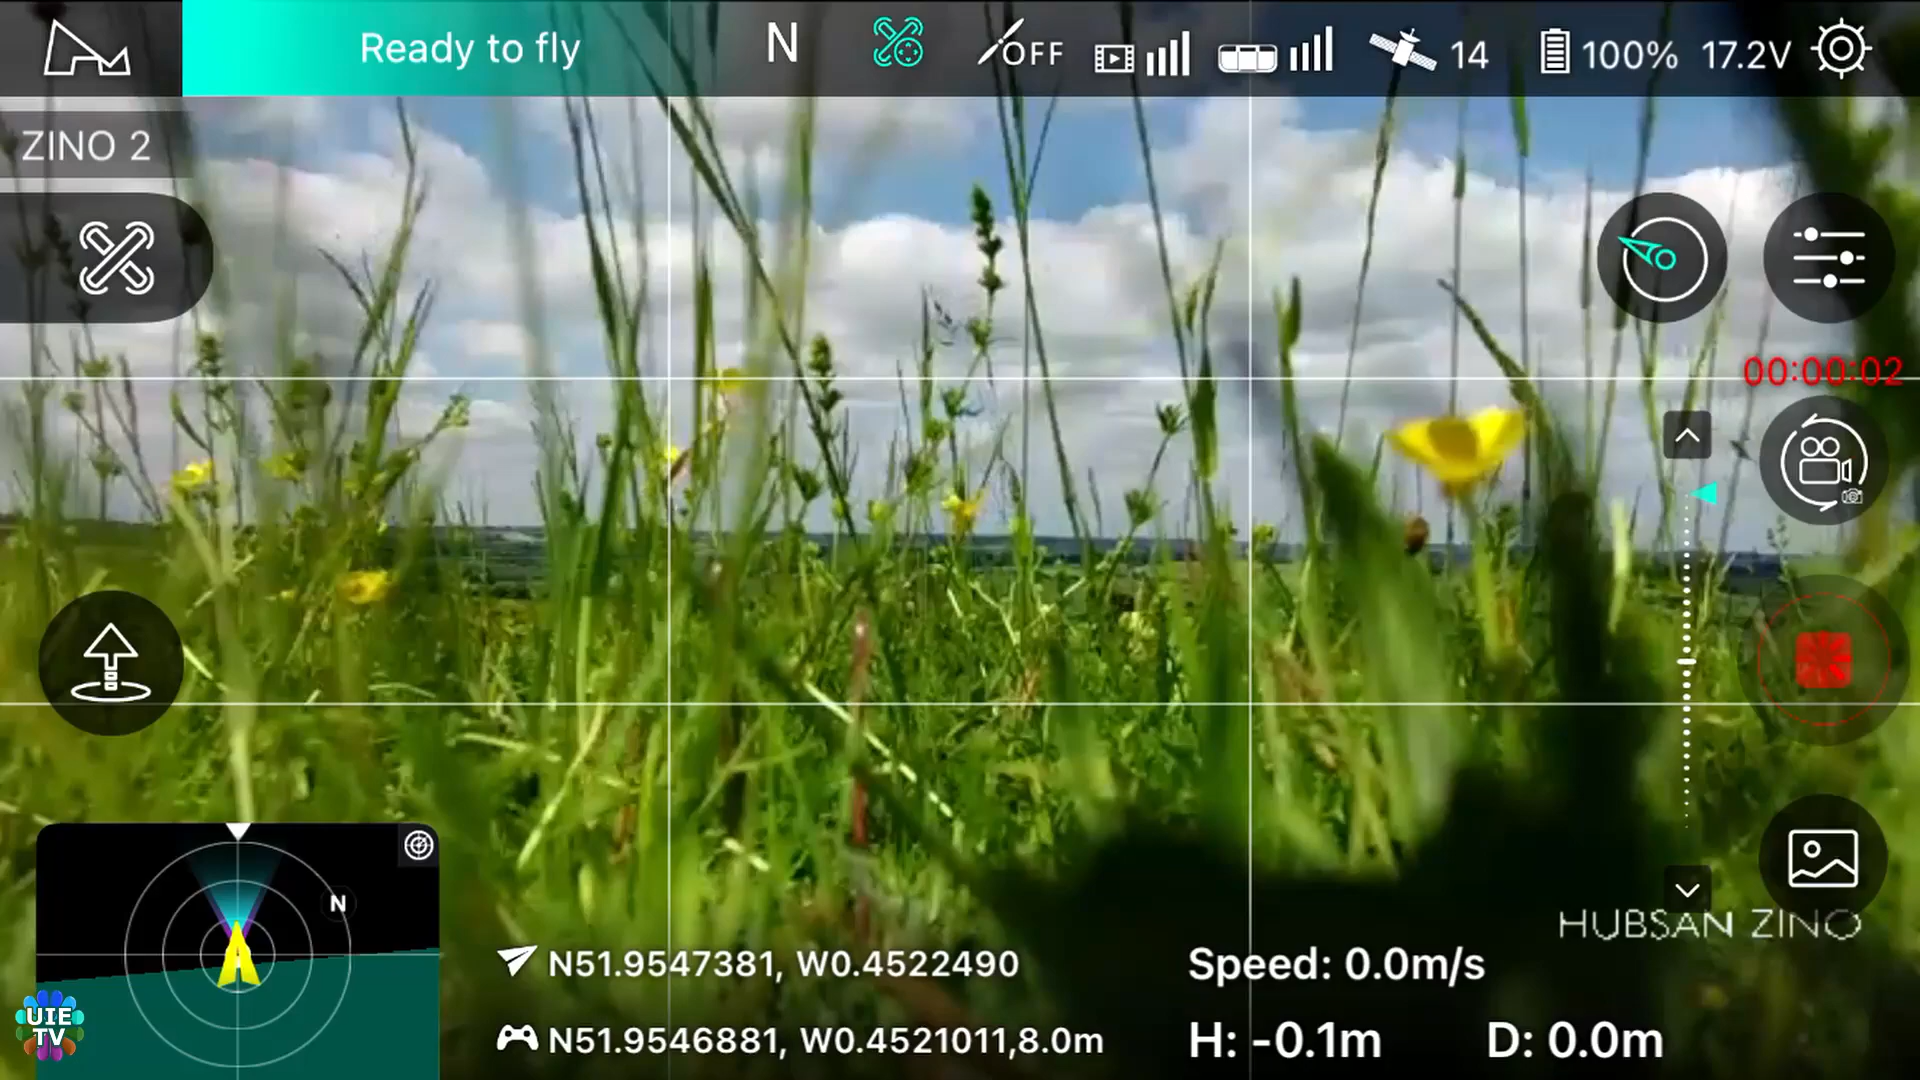 Ready to fly
N
OFF
14
100%
17.2V
ZINO 2
00:00:02
N
HUBSAN ZINO
N51.9547381, W0.4522490
Speed: 0.0m/s
UIE
TV
N51.9546881, W0.4521011,8.0m
H: -0.1m
D: 0.0m